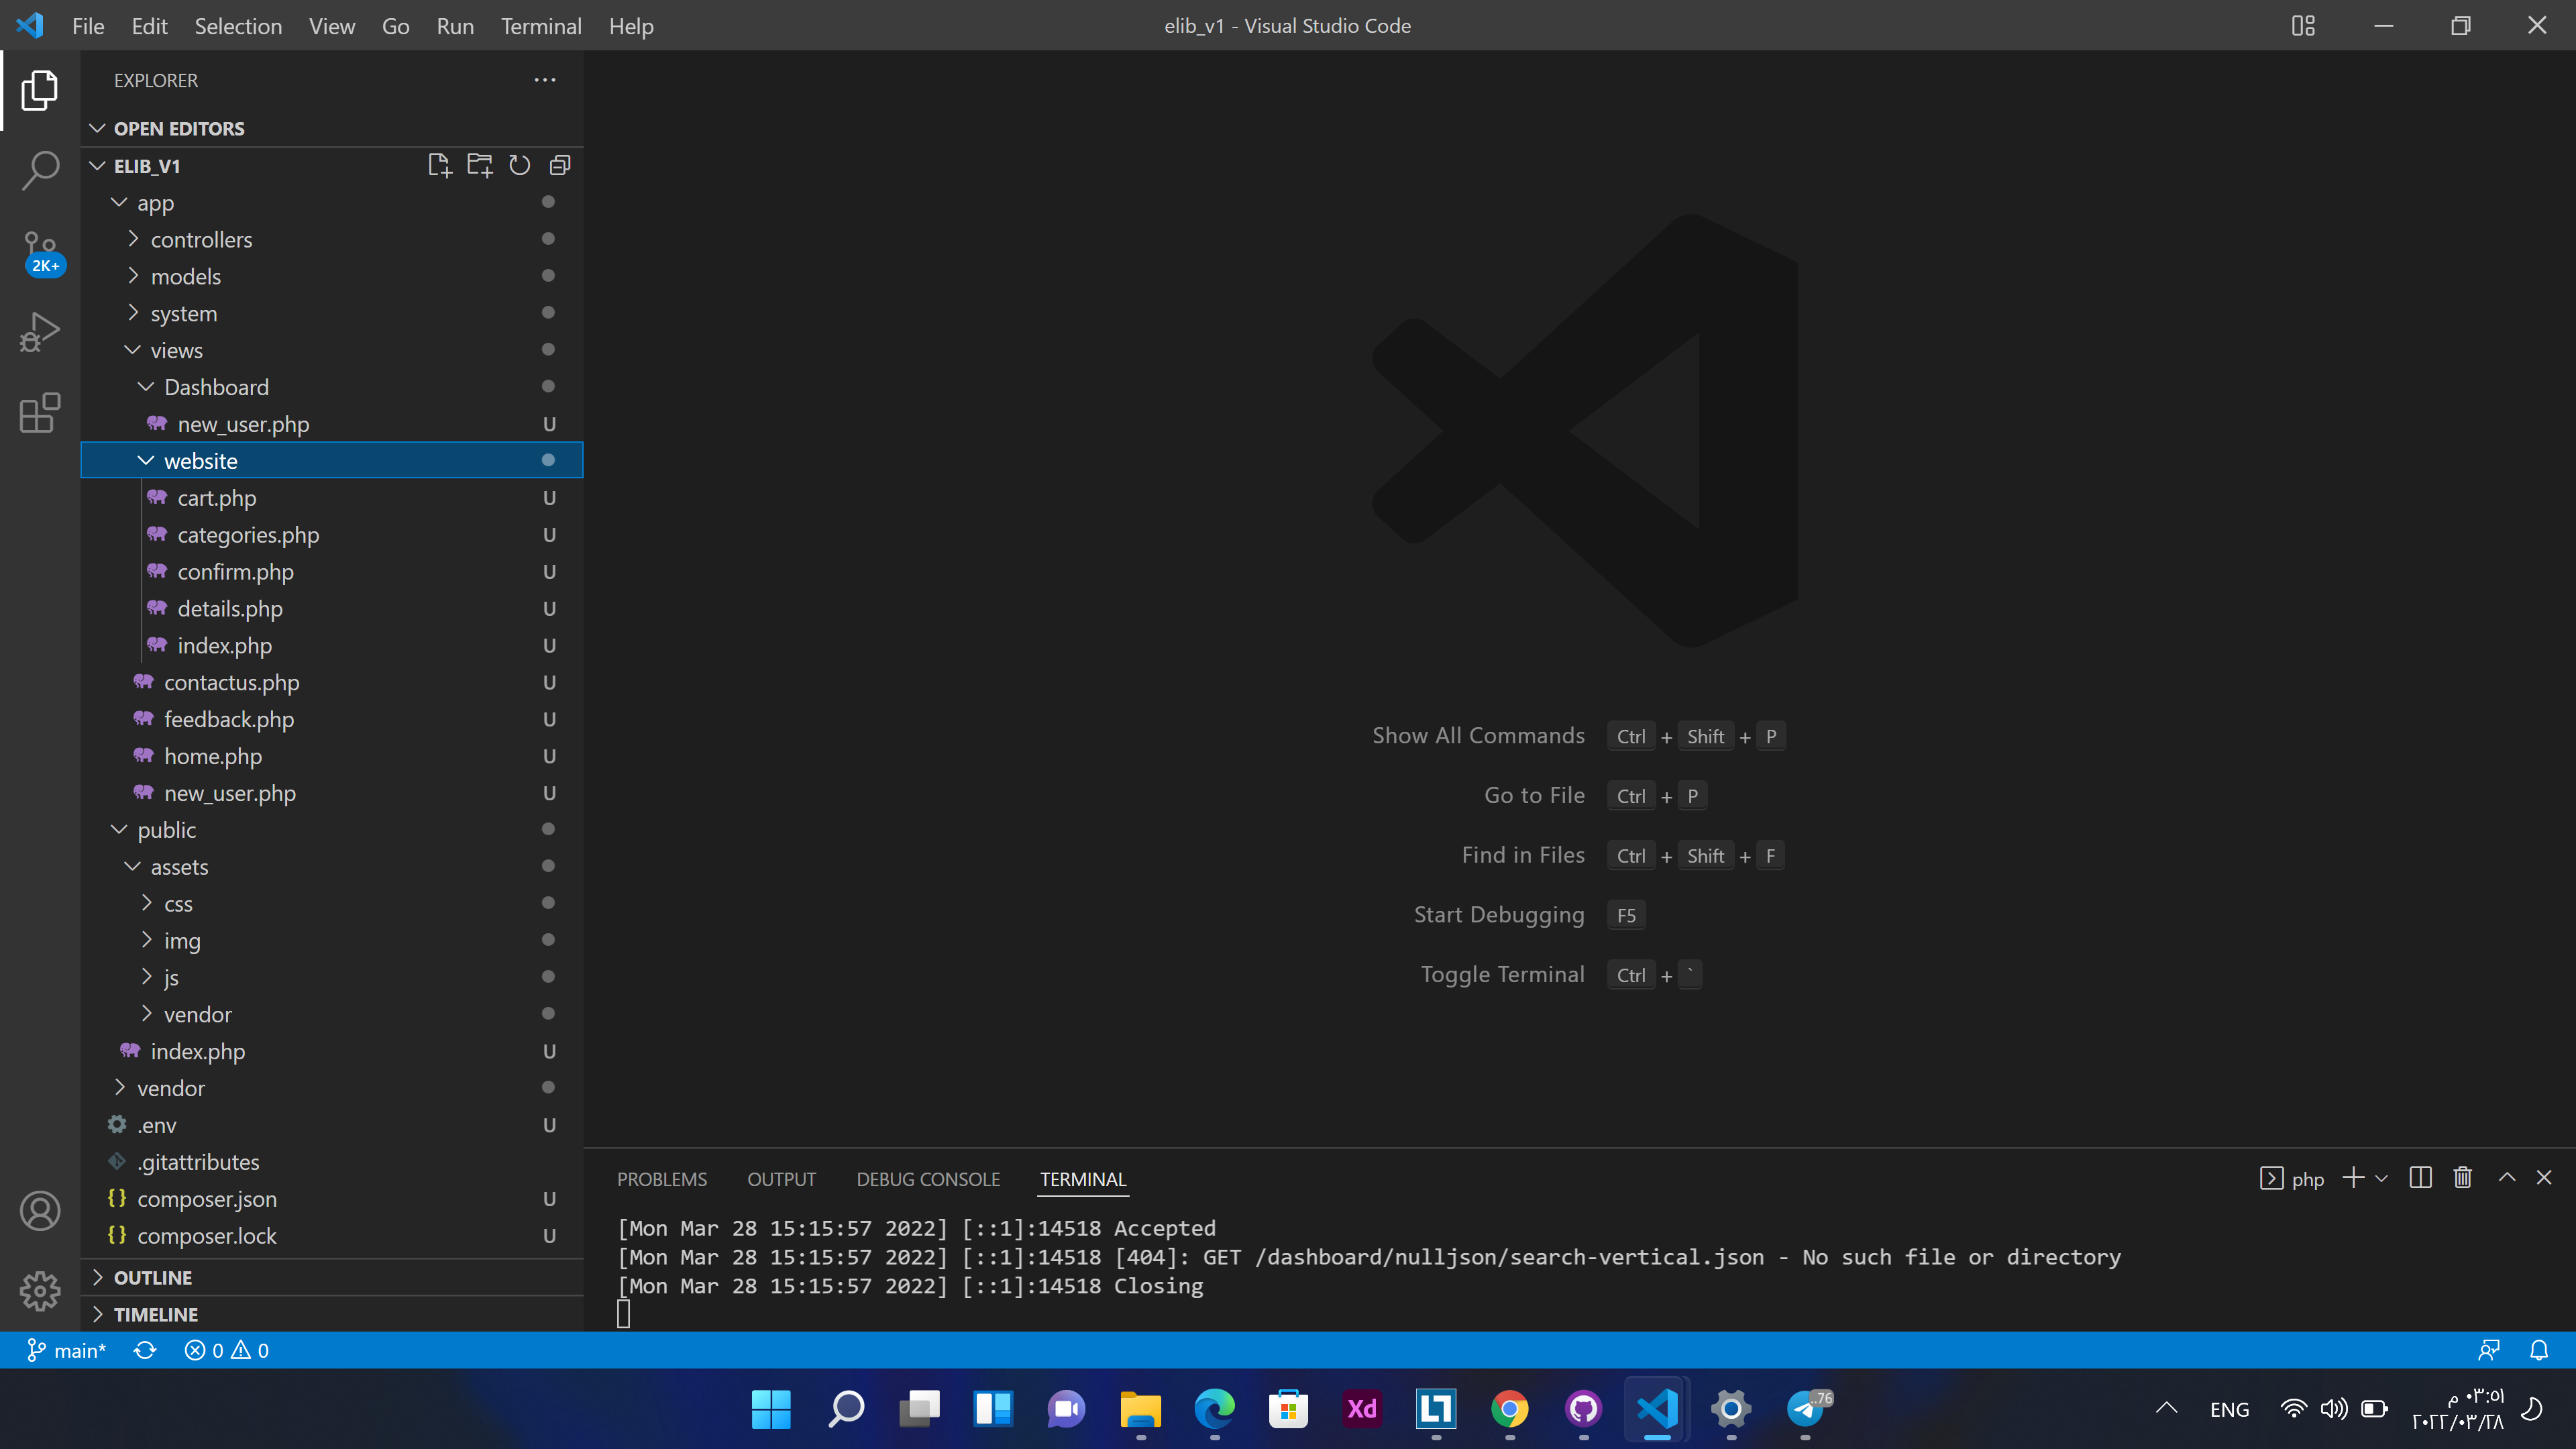 File Edit Selection View Go Run Terminal Help
elib_v1 - Visual Studio Code
EXPLORER
OPEN EDITORS
ELIB_V1
app
controllers
models
system
views
Dashboard
new_user.php U
website
cart.php U
categories.php U
confirm.php U
details.php U
index.php U
contactus.php U
feedback.php U
home.php U
new_user.php U
public
assets
css
img
js
vendor
index.php U
vendor
.env U
.gitattributes
composer.json U
composer.lock U
OUTLINE
TIMELINE
2K+
Show All Commands Ctrl + Shift + P
Go to File Ctrl + P
Find in Files Ctrl + Shift + F
Start Debugging F5
Toggle Terminal Ctrl + `
PROBLEMS OUTPUT DEBUG CONSOLE TERMINAL
php
[Mon Mar 28 15:15:57 2022] [::1]:14518 Accepted
[Mon Mar 28 15:15:57 2022] [::1]:14518 [404]: GET /dashboard/nulljson/search-vertical.json - No such file or directory
[Mon Mar 28 15:15:57 2022] [::1]:14518 Closing
main* 0 0
Xd
..76
ENG
٠٣:٥١ م
٢٠٢٢/٠٣/٢٨